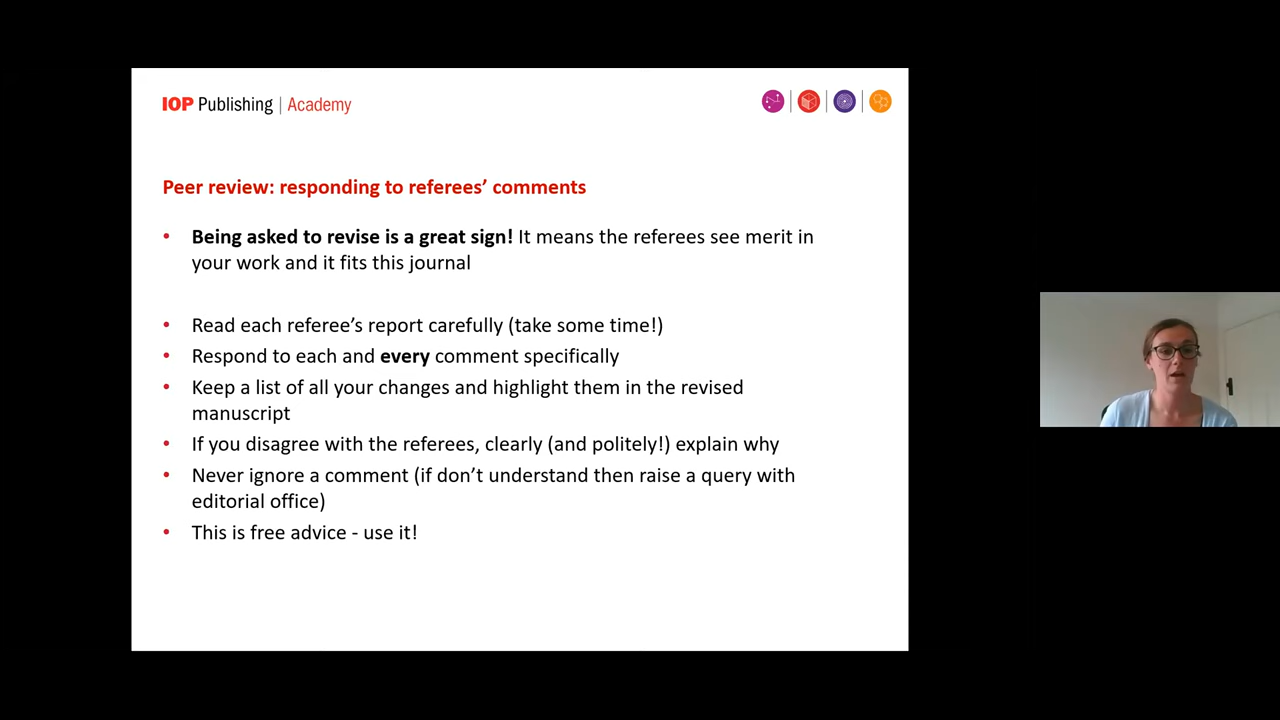 IOP Publishing | Academy
Peer review: responding to referees’ comments
• Being asked to revise is a great sign! It means the referees see merit in
your work and it fits this journal
• Read each referee’s report carefully (take some time!)
• Respond to each and every comment specifically
• Keep a list of all your changes and highlight them in the revised
manuscript
• If you disagree with the referees, clearly (and politely!) explain why
• Never ignore a comment (if don’t understand then raise a query with
editorial office)
• This is free advice - use it!